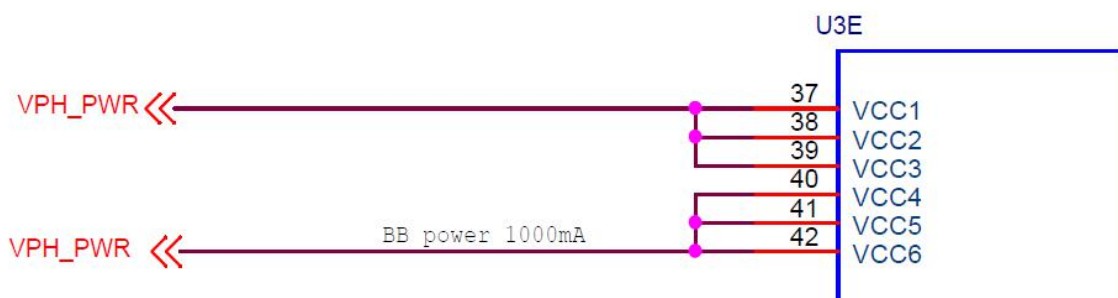 U3E
VPH_PWR
37 VCC1
38 VCC2
39 VCC3
40 VCC4
41 VCC5
VPH_PWR BB power 1000mA 42 VCC6